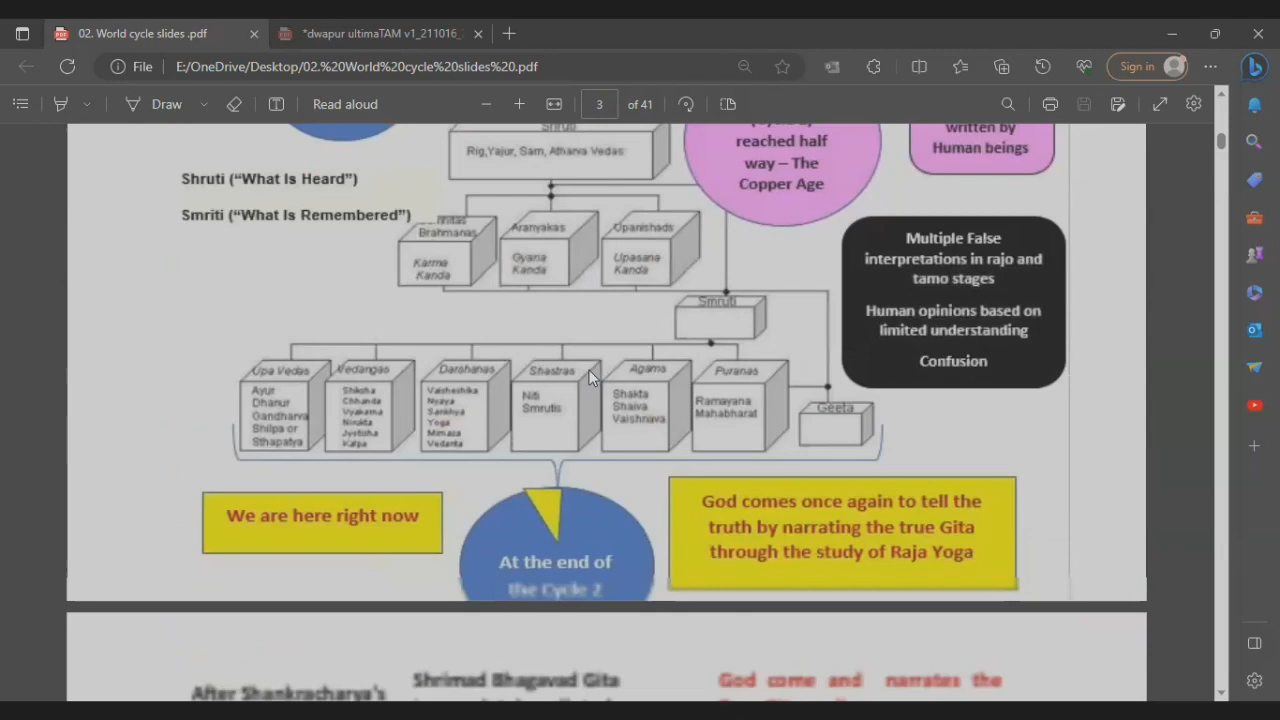 02. World cycle slides .pdf
*dwapur ultimaTAM v1_211016_
File
E:/OneDrive/Desktop/02.%20World%20cycle%20slides%20.pdf
Sign in
Draw
Read aloud
3
of 41
Shruti
Rig,Yajur, Sam, Atharva Vedas
reached half
way – The
Copper Age
written by
Human beings
Shruti (“What Is Heard”)
Smriti (“What Is Remembered”)
Brahmanas
Karma
Kanda
Aranyakas
Gyana
Kanda
Upanishads
Upasana
Kanda
Multiple False
interpretations in rajo and
tamo stages
Human opinions based on
limited understanding
Confusion
Smruti
Upa Vedas
Ayur
Dhanur
Gandharva
Shilpa or
Sthapatya
Vedangas
Shiksha
Chhanda
Vyakarna
Nirukta
Jyotisha
Kalpa
Darshanas
Vaisheshika
Nyaya
Sankhya
Yoga
Mimasa
Vedanta
Shastras
Niti
Smrutis
Agams
Shakta
Shaiva
Vaishnava
Puranas
Ramayana
Mahabharat
Geeta
We are here right now
At the end of
the Cycle 2
God comes once again to tell the
truth by narrating the true Gita
through the study of Raja Yoga
After Shankracharya's
Shrimad Bhagavad Gita
God come and narrates the